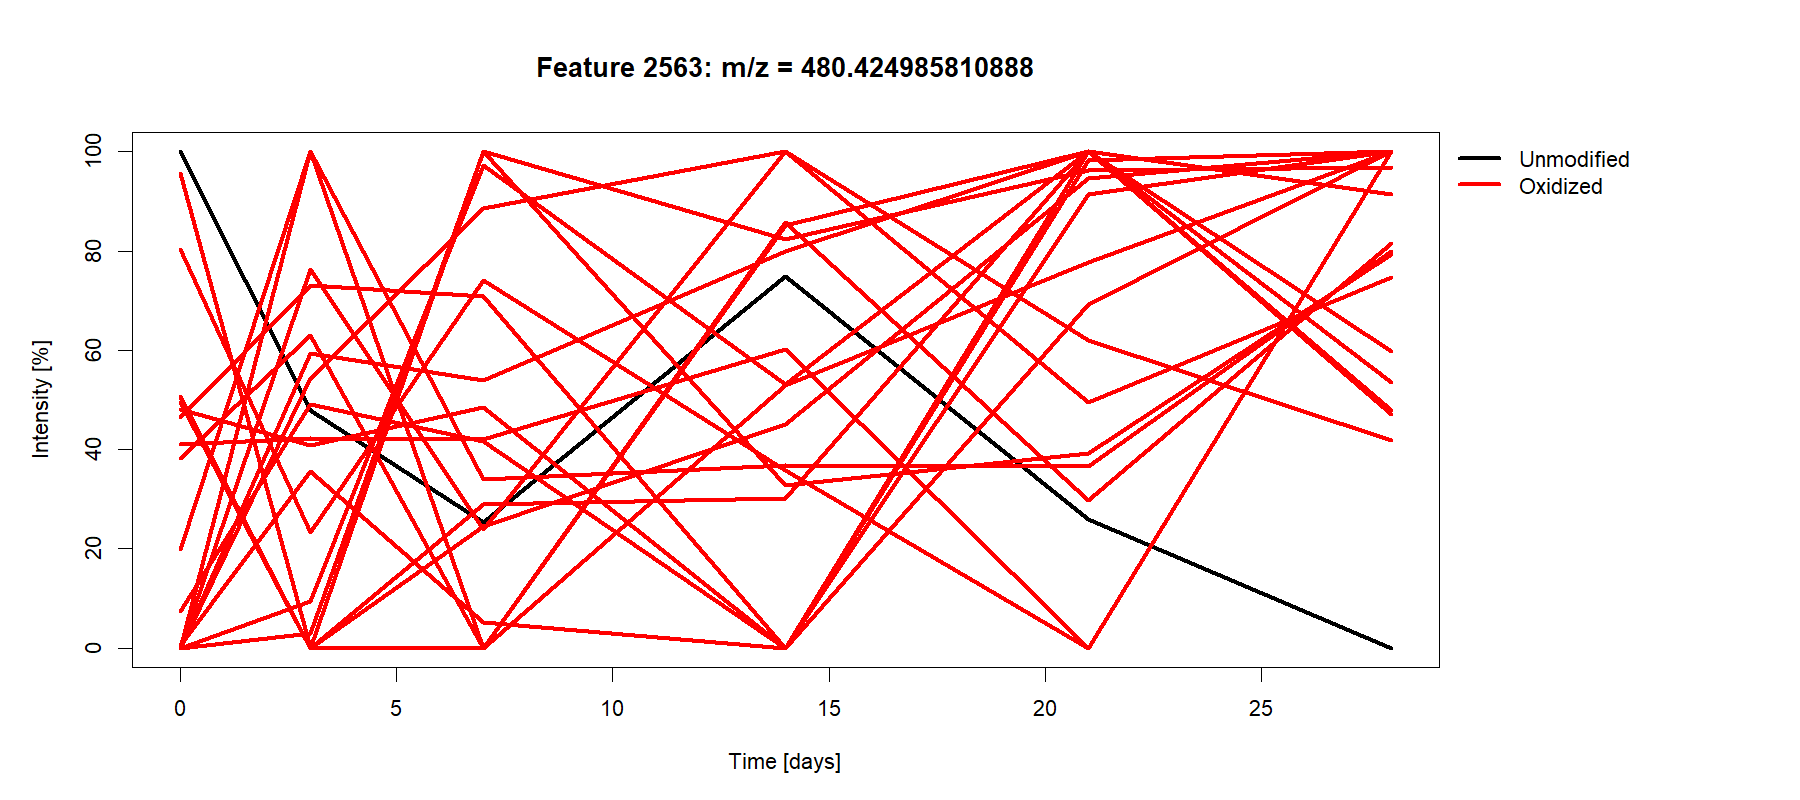 Feature 2563: m/z = 480.424985810888
Unmodified
Oxidized
100
80
60
40
20
0
Intensity [%]
0 5 10 15 20 25
Time [days]